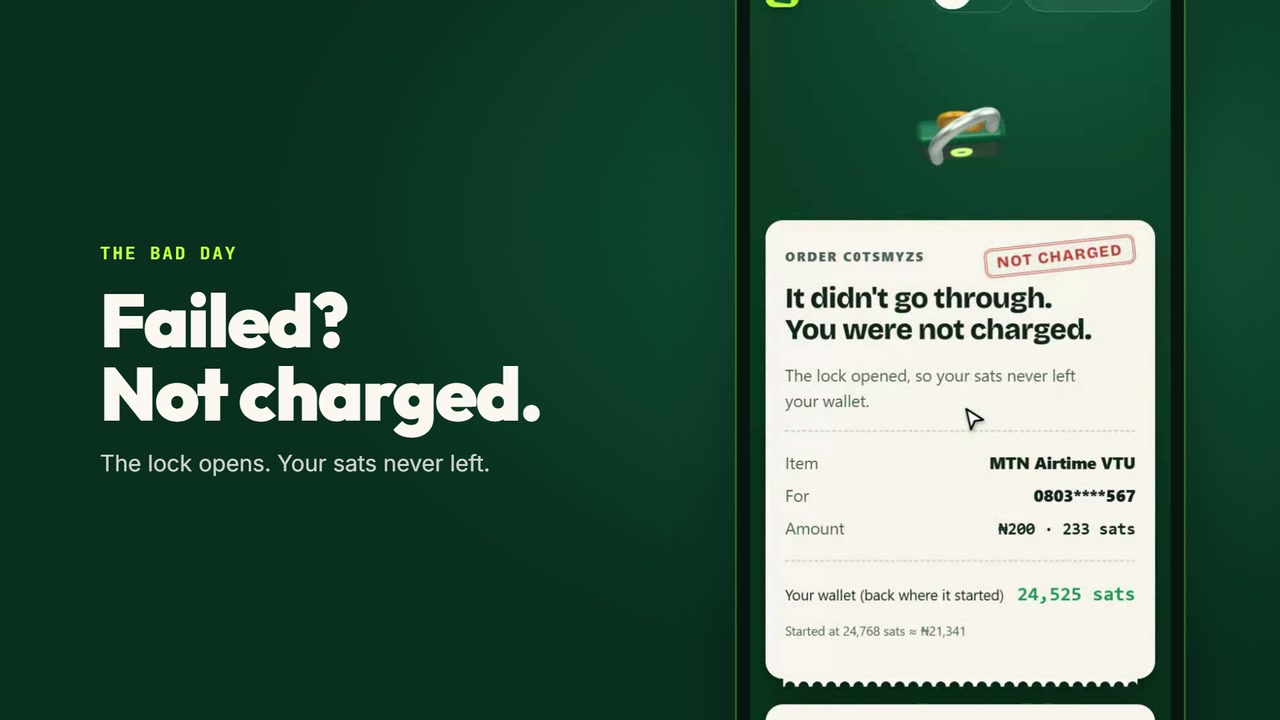 THE BAD DAY
Failed?
Not charged.
The lock opens. Your sats never left.
ORDER C0TSMYZS
NOT CHARGED
It didn't go through.
You were not charged.
The lock opened, so your sats never left
your wallet.
Item MTN Airtime VTU
For 0803****567
Amount ₦200 · 233 sats
Your wallet (back where it started) 24,525 sats
Started at 24,768 sats ≈ ₦21,341